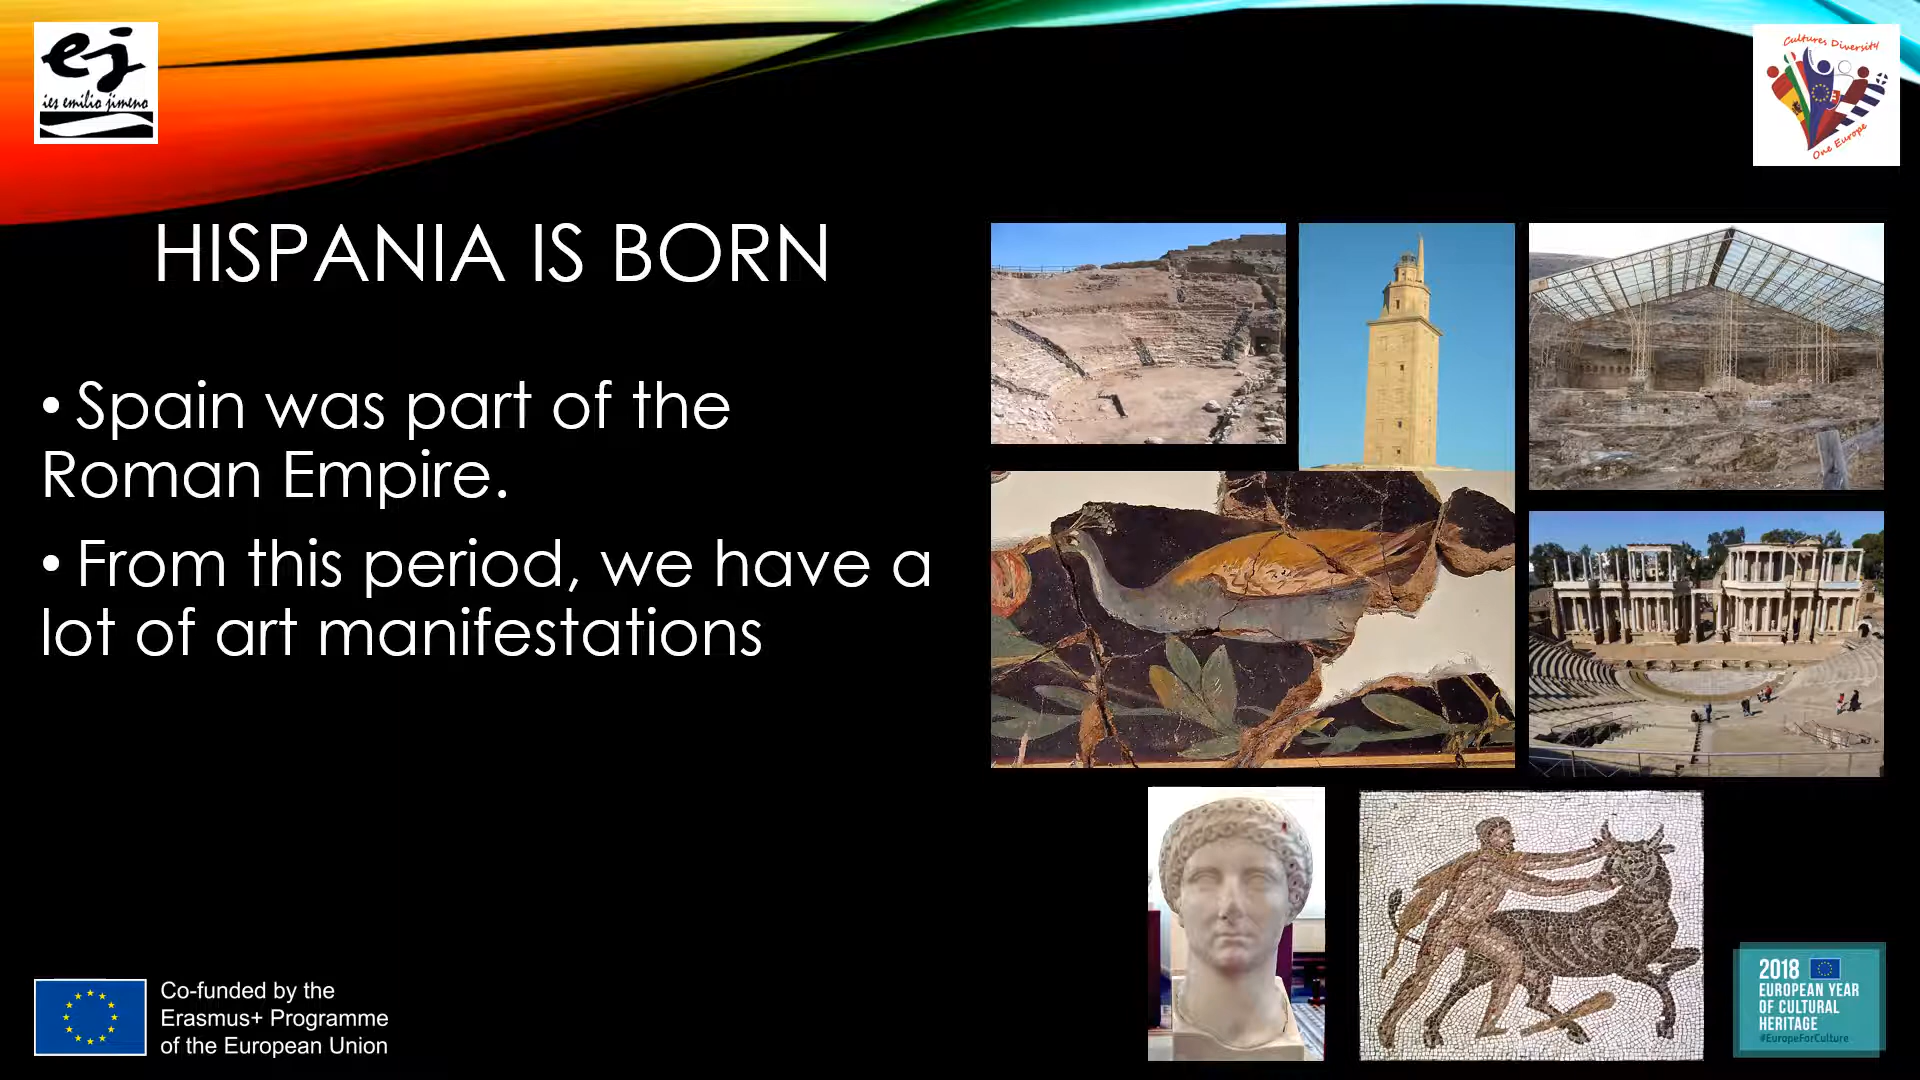 ej
ies emilio jimeno
Cultures Diversity
One Europe
HISPANIA IS BORN
• Spain was part of the
Roman Empire.
• From this period, we have a
lot of art manifestations
Co-funded by the
Erasmus+ Programme
of the European Union
2018
EUROPEAN YEAR
OF CULTURAL
HERITAGE
#EuropeForCulture